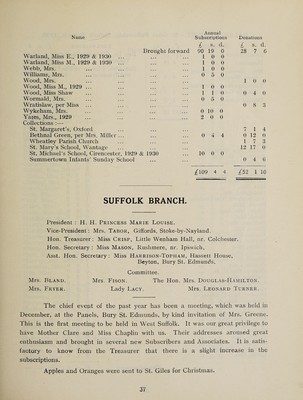 Annual
Name Subscriptions Donations
£ s. d. £ s. d.
Brought forward 90 19 0 28 7 6
Warland, Miss E., 1929 & 1930 ... ... 1 0 0
Warland, Miss M., 1929 & 1930 ... ... 1 0 0
Webb, Mrs. ... ... ... ... 1 0 0
Williams, Mrs. ... ... ... ... 0 5 0
Wood, Mrs. ... ... ... ... 1 0 0
Wood, Miss M., 1929 ... ... ... 1 0 0
Wood, Miss Shaw ... ... ... 1 1 0 0 4 0
Wormald, Mrs. ... ... ... ... 0 5 0
Wratislaw, per Miss ... ... ... 0 8 3
Wykeham, Mrs. ... ... ... ... 0 10 0
Yams, Mrs., 1929 ... ... ... 2 0 0
Collections—
St. Margaret's, Oxford ... ... ... 7 1 4
Bethnal Green, per Mrs. Miller ... ... 0 4 4 0 12 0
Wheatley Parish Church ... ... ... 1 7 3
St. Mary's School, Wantage ... ... 12 17 0
St. Michael's School, Cirencester, 1929 & 1930 10 0 0
Summertown Infants' Sunday School ... ... 0 4 6
£109 4 4 £52 1 10
SUFFOLK BRANCH.
President: H. H. Princess Marie Louise.
Vice-President: Mrs. Tabor, Giffords, Stoke-by-Nayland.
Hon. Treasurer: Miss Crisp, Little Wenham Hall, nr. Colchester.
Hon. Secretary: Miss Mason, Rushmere, nr. Ipswich.
Asst. Hon. Secretary: Miss Harrison-Topham, Hassett House,
Beyton, Bury St. Edmunds.
Committee.
Mrs. Bland. Mrs. Fison. The Hon. Mrs. Douglas-Hamilton.
Mrs. Fryer. Lady Lacy. Mrs. Leonard Turner.
The chief event of the past year has been a meeting, which was held in
December, at the Panels, Bury St. Edmunds, by kind invitation of Mrs. Greene.
This is the first meeting to be held in West Suffolk. It was our great privilege to
have Mother Clare and Miss Chaplin with us. Their addresses aroused great
enthusiasm and brought in several new Subscribers and Associates. It is satis-
factory to know from the Treasurer that there is a slight increase in the
subscriptions.
Apples and Oranges were sent to St. Giles for Christmas.
37